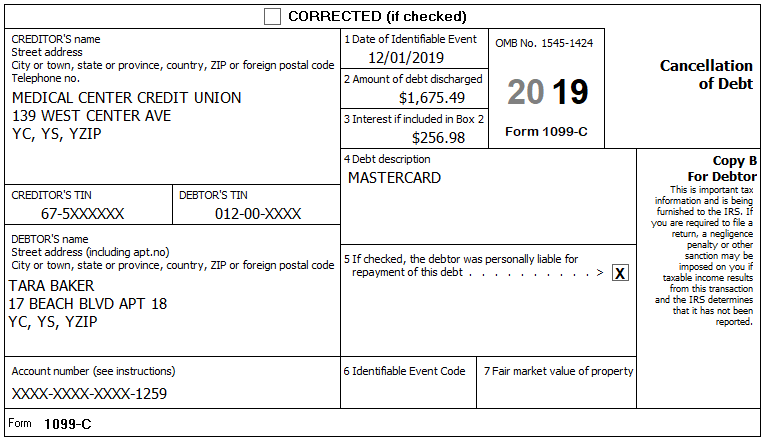 CORRECTED (if checked)
CREDITOR'S name
Street address
City or town, state or province, country, ZIP or foreign postal code
Telephone no.
MEDICAL CENTER CREDIT UNION
139 WEST CENTER AVE
YC, YS, YZIP
1 Date of Identifiable Event
12/01/2019
2 Amount of debt discharged
$1,675.49
3 Interest if included in Box 2
$256.98
OMB No. 1545-1424
2019
Form 1099-C
Cancellation
of Debt
CREDITOR'S TIN
67-5XXXXXX
DEBTOR'S TIN
012-00-XXXX
4 Debt description
MASTERCARD
Copy B
For Debtor
This is important tax
information and is being
furnished to the IRS. If
you are required to file a
return, a negligence
penalty or other
sanction may be
imposed on you if
taxable income results
from this transaction
and the IRS determines
that it has not been
reported.
DEBTOR'S name
Street address (including apt.no)
City or town, state or province, country, ZIP or foreign postal code
TARA BAKER
17 BEACH BLVD APT 18
YC, YS, YZIP
5 If checked, the debtor was personally liable for
repayment of this debt . . . . . . . . . . > X
Account number (see instructions)
XXXX-XXXX-XXXX-1259
6 Identifiable Event Code
7 Fair market value of property
Form 1099-C